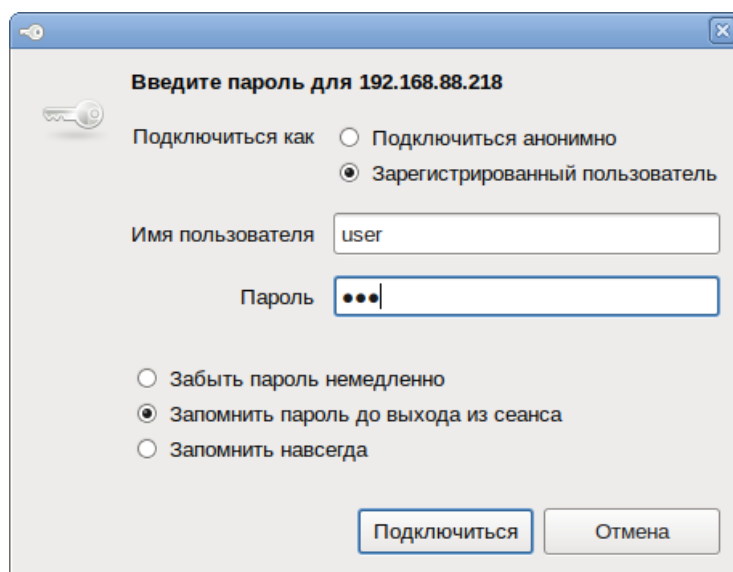 Введите пароль для 192.168.88.218
Подключиться как
Подключиться анонимно
Зарегистрированный пользователь
Имя пользователя user
Пароль •••
Забыть пароль немедленно
Запомнить пароль до выхода из сеанса
Запомнить навсегда
Подключиться Отмена